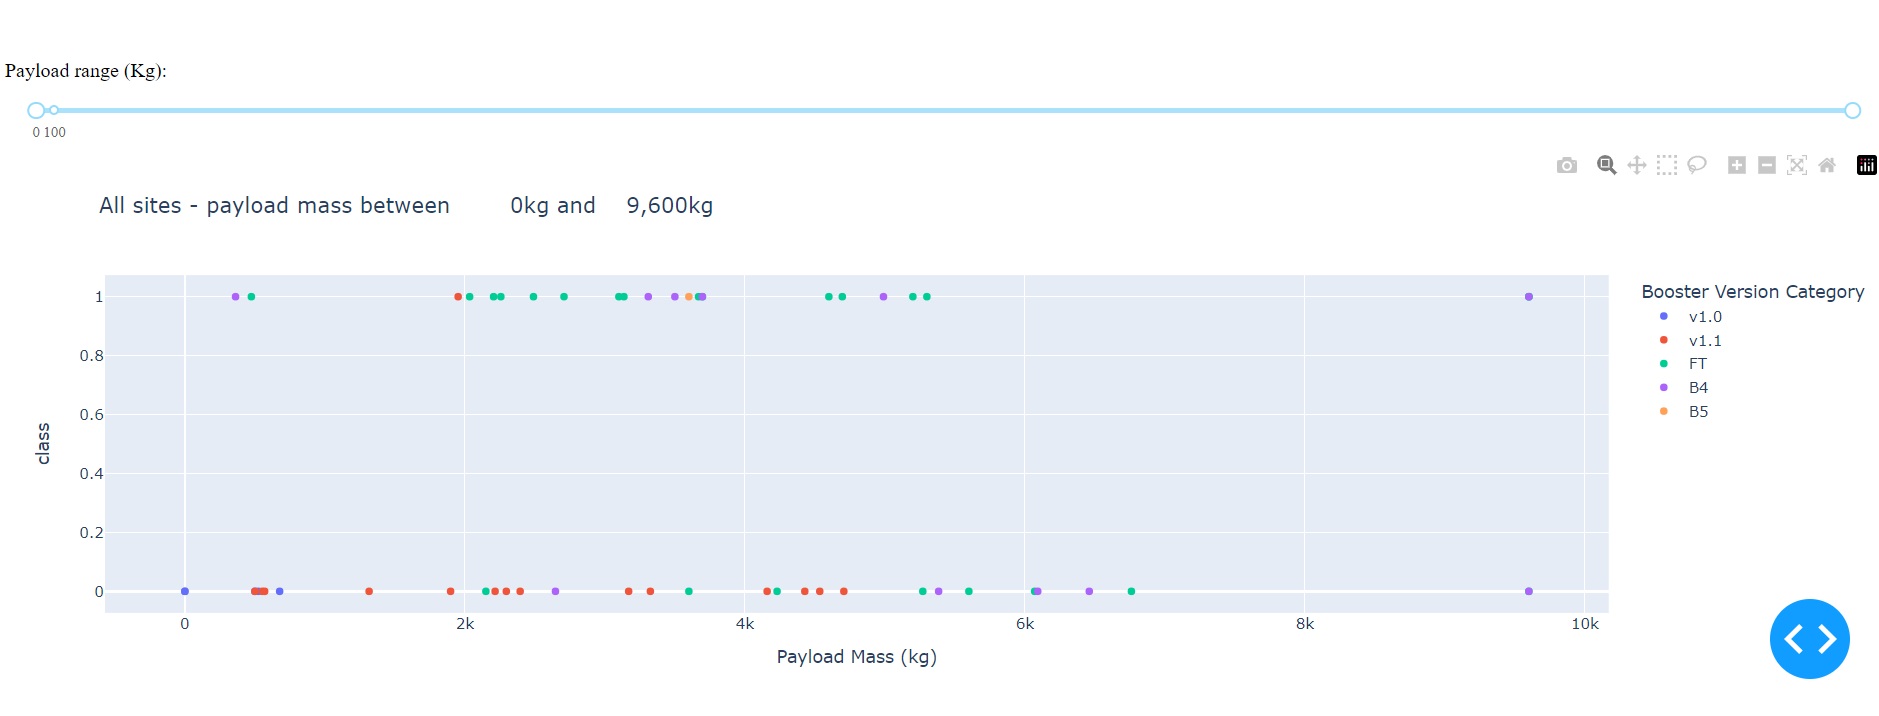 Payload range (Kg):
0 100
All sites - payload mass between 0kg and 9,600kg
Booster Version Category
v1.0
v1.1
FT
B4
B5
class
1
0.8
0.6
0.4
0.2
0
0 2k 4k 6k 8k 10k
Payload Mass (kg)